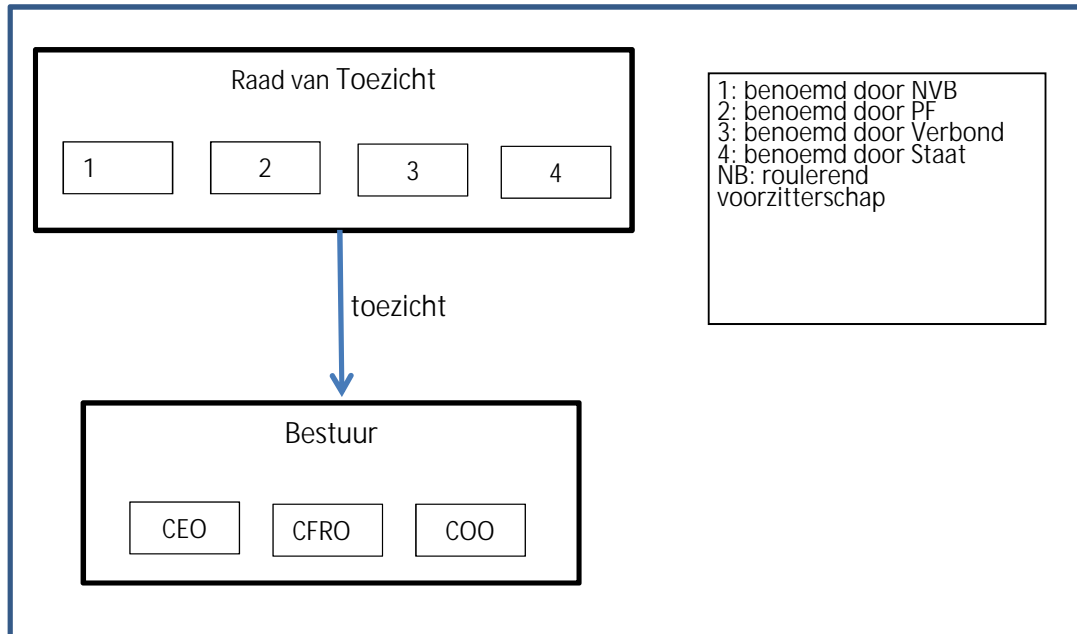 Raad van Toezicht
1
2
3
4
1: benoemd door NVB
2: benoemd door PF
3: benoemd door Verbond
4: benoemd door Staat
NB: roulerend
voorzitterschap
toezicht
Bestuur
CEO
CFRO
COO